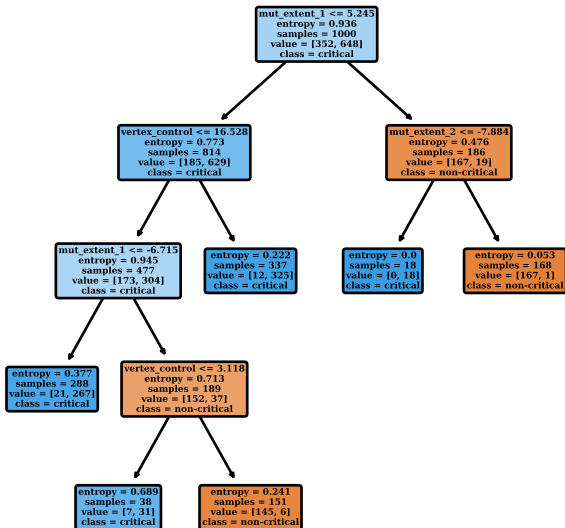 mut_extent_1 <= 5.245
entropy = 0.936
samples = 1000
value = [352, 648]
class = critical
vertex_control <= 16.528
entropy = 0.773
samples = 814
value = [185, 629]
class = critical
mut_extent_2 <= -7.884
entropy = 0.476
samples = 186
value = [167, 19]
class = non-critical
mut_extent_1 <= -6.715
entropy = 0.945
samples = 477
value = [173, 304]
class = critical
entropy = 0.222
samples = 337
value = [12, 325]
class = critical
entropy = 0.0
samples = 18
value = [0, 18]
class = critical
entropy = 0.053
samples = 168
value = [167, 1]
class = non-critical
entropy = 0.377
samples = 288
value = [21, 267]
class = critical
vertex_control <= 3.118
entropy = 0.713
samples = 189
value = [152, 37]
class = non-critical
entropy = 0.689
samples = 38
value = [7, 31]
class = critical
entropy = 0.241
samples = 151
value = [145, 6]
class = non-critical